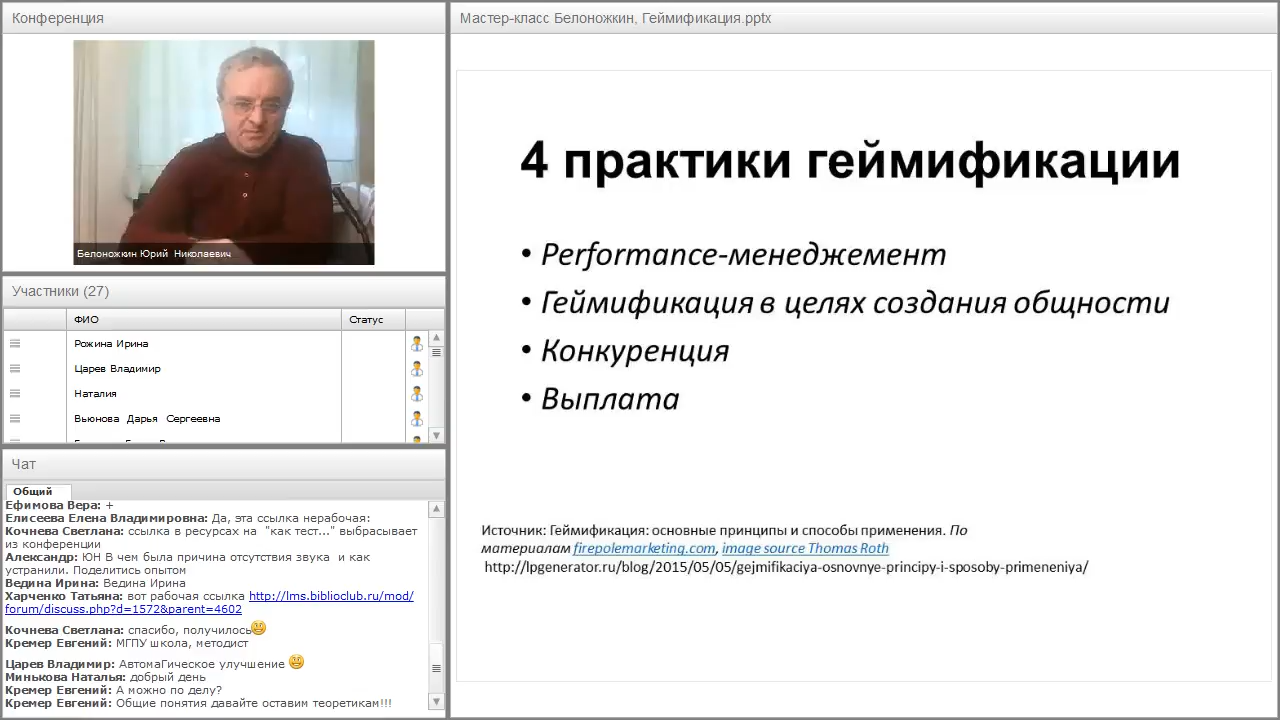 Конференция
Белоножкин Юрий Николаевич
Участники (27)
ФИО Статус
Рожина Ирина
Царев Владимир
Наталия
Вьюнова Дарья Сергеевна
Чат
Общий
Ефимова Вера: +
Елисеева Елена Владимировна: Да, эта ссылка нерабочая:
Кочнева Светлана: ссылка в ресурсах на "как тест..." выбрасывает
из конференции
Александр: ЮН В чем была причина отсутствия звука и как
устранили. Поделитесь опытом
Ведина Ирина: Ведина Ирина
Харченко Татьяна: вот рабочая ссылка http://lms.biblioclub.ru/mod/
forum/discuss.php?d=1572&parent=4602
Кочнева Светлана: спасибо, получилось
Кремер Евгений: МГПУ школа, методист
Царев Владимир: АвтомаГическое улучшение
Минькова Наталья: добрый день
Кремер Евгений: А можно по делу?
Кремер Евгений: Общие понятия давайте оставим теоретикам!!!
Мастер-класс Белоножкин, Геймификация.pptx
4 практики геймификации
• Performance-менеджемент
• Геймификация в целях создания общности
• Конкуренция
• Выплата
Источник: Геймификация: основные принципы и способы применения. По
материалам firepolemarketing.com, image source Thomas Roth
http://lpgenerator.ru/blog/2015/05/05/gejmifikaciya-osnovnye-principy-i-sposoby-primeneniya/